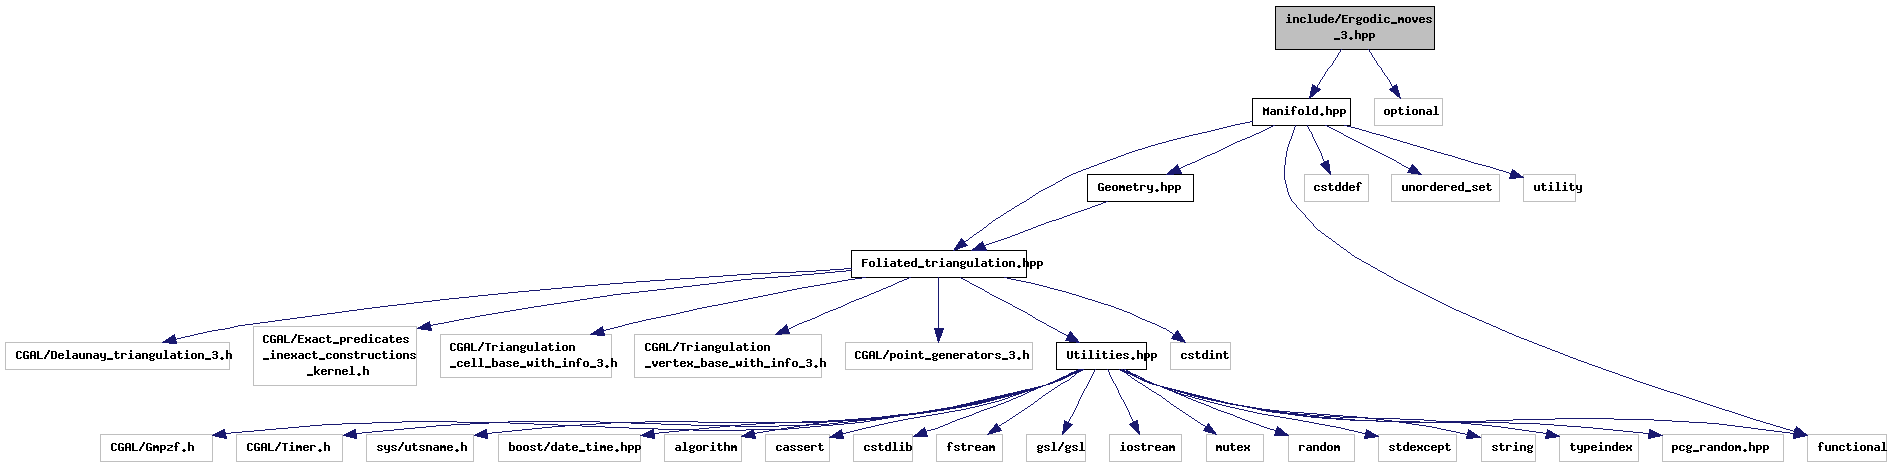 include/Ergodic_moves
_3.hpp
Manifold.hpp
optional
Geometry.hpp
cstddef
unordered_set
utility
Foliated_triangulation.hpp
CGAL/Delaunay_triangulation_3.h
CGAL/Exact_predicates
_inexact_constructions
_kernel.h
CGAL/Triangulation
_cell_base_with_info_3.h
CGAL/Triangulation
_vertex_base_with_info_3.h
CGAL/point_generators_3.h
Utilities.hpp
cstdint
CGAL/Gmpzf.h
CGAL/Timer.h
sys/utsname.h
boost/date_time.hpp
algorithm
cassert
cstdlib
fstream
gsl/gsl
iostream
mutex
random
stdexcept
string
typeindex
pcg_random.hpp
functional